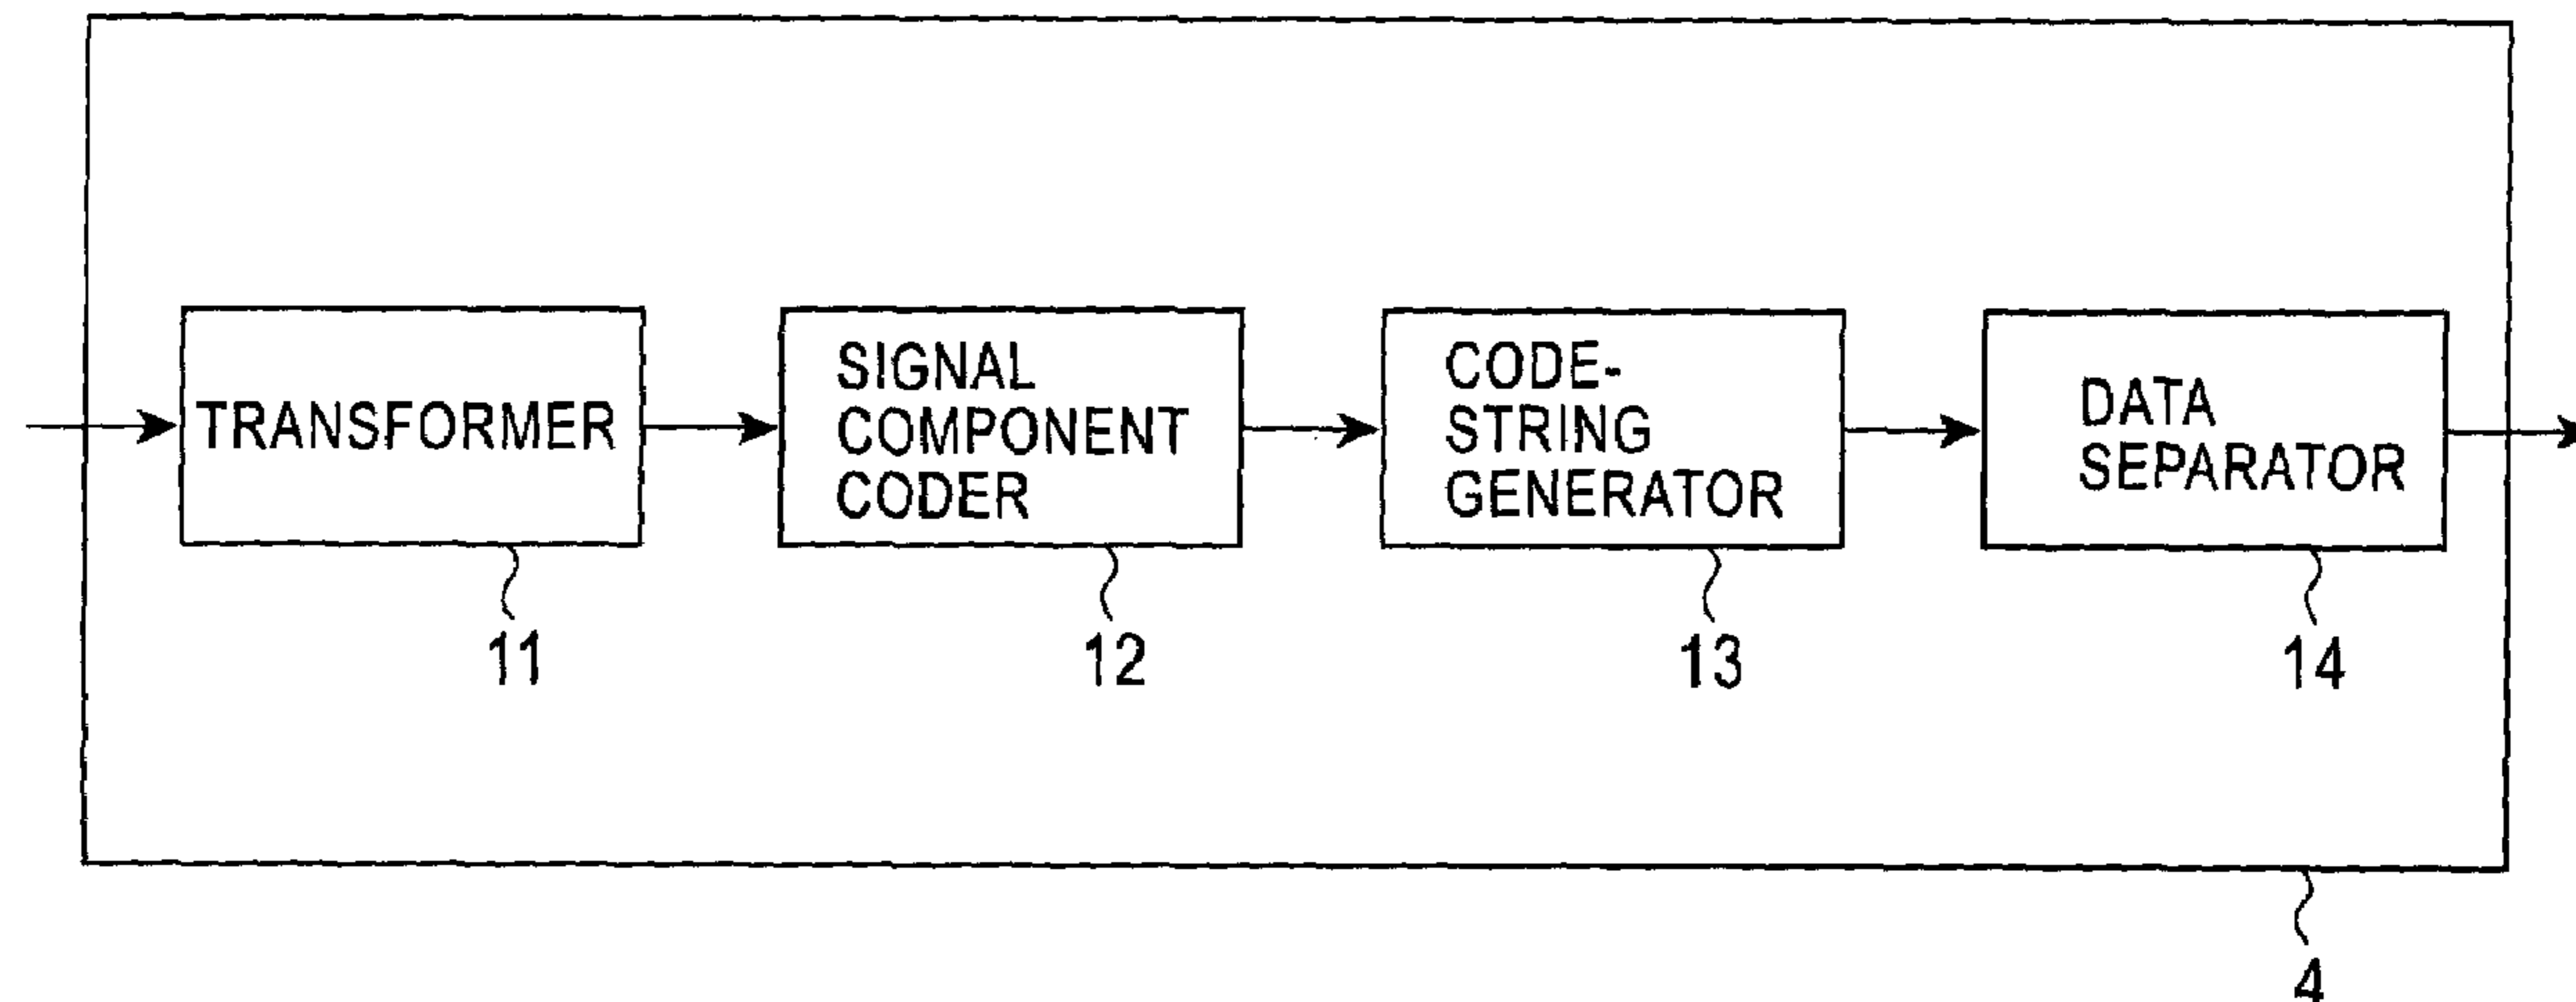 TRANSFORMER
SIGNAL
COMPONENT
CODER
CODE-
STRING
GENERATOR
DATA
SEPARATOR
11
12
13
14
4